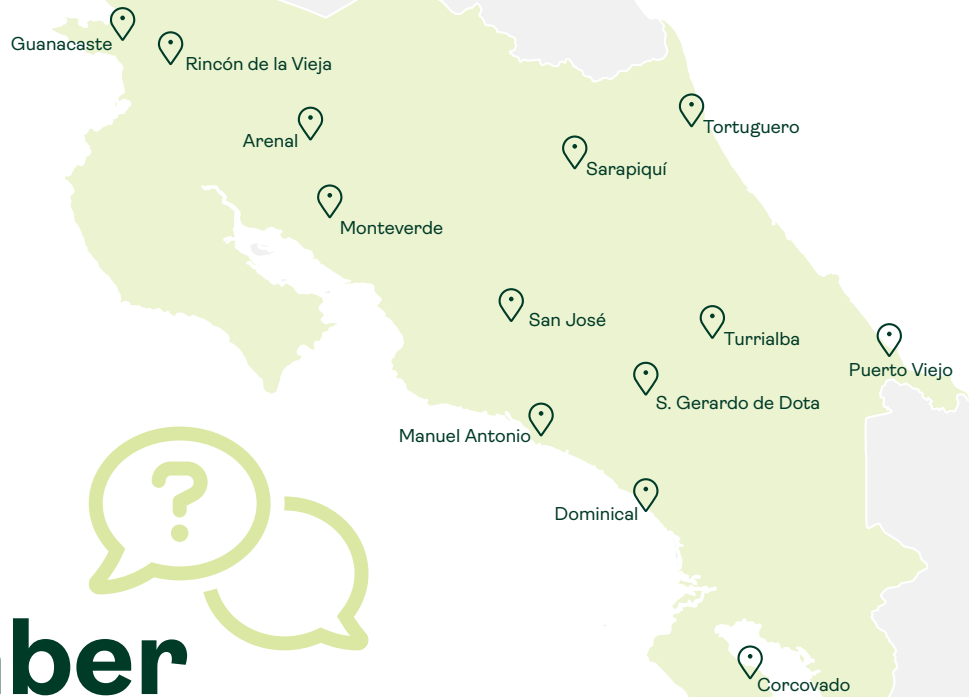 Guanacaste
Rincón de la Vieja
Arenal
Tortuguero
Sarapiquí
Monteverde
San José
Turrialba
Puerto Viejo
S. Gerardo de Dota
Manuel Antonio
Dominical
?
ber
Corcovado